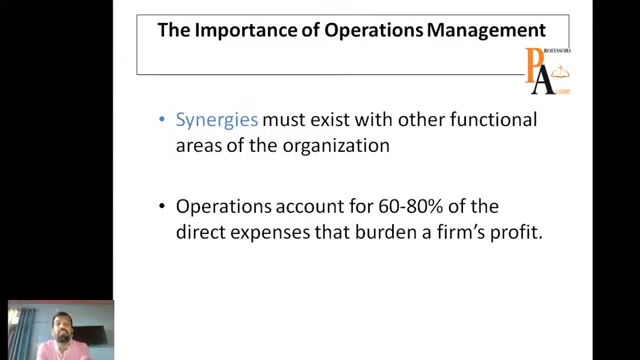 The Importance of Operations Management
PROFESSORA
P
A
• Synergies must exist with other functional
areas of the organization
• Operations account for 60-80% of the
direct expenses that burden a firm's profit.